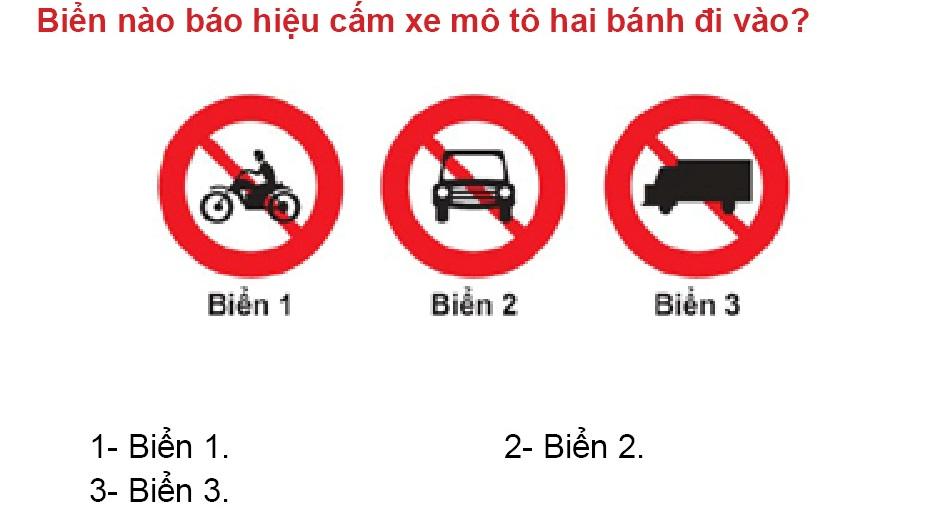 Biển nào báo hiệu cấm xe mô tô hai bánh đi vào?
Biển 1 Biển 2 Biển 3
1- Biển 1. 2- Biển 2.
3- Biển 3.